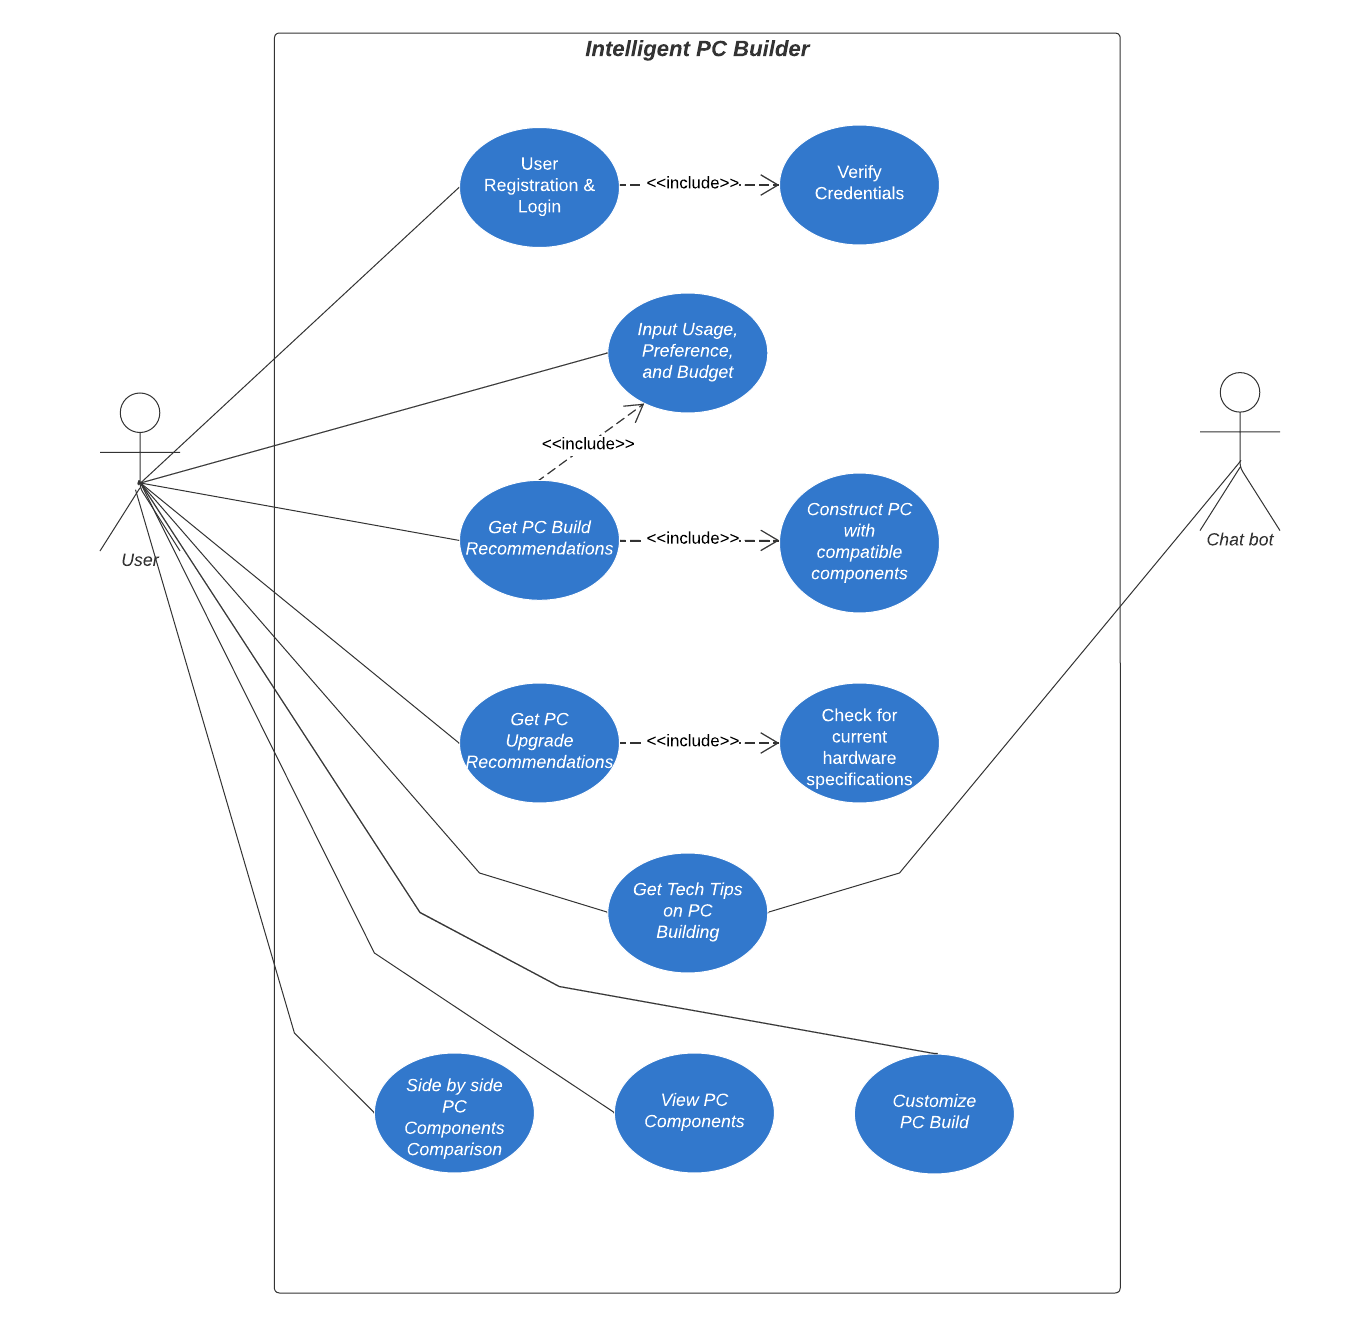 Intelligent PC Builder
User
Registration &
Login
<<include>>
Verify
Credentials
Input Usage,
Preference,
and Budget
<<include>>
Get PC Build
Recommendations
<<include>>
Construct PC
with
compatible
components
User
Chat bot
Get PC
Upgrade
Recommendations
<<include>>
Check for
current
hardware
specifications
Get Tech Tips
on PC
Building
Side by side
PC
Components
Comparison
View PC
Components
Customize
PC Build